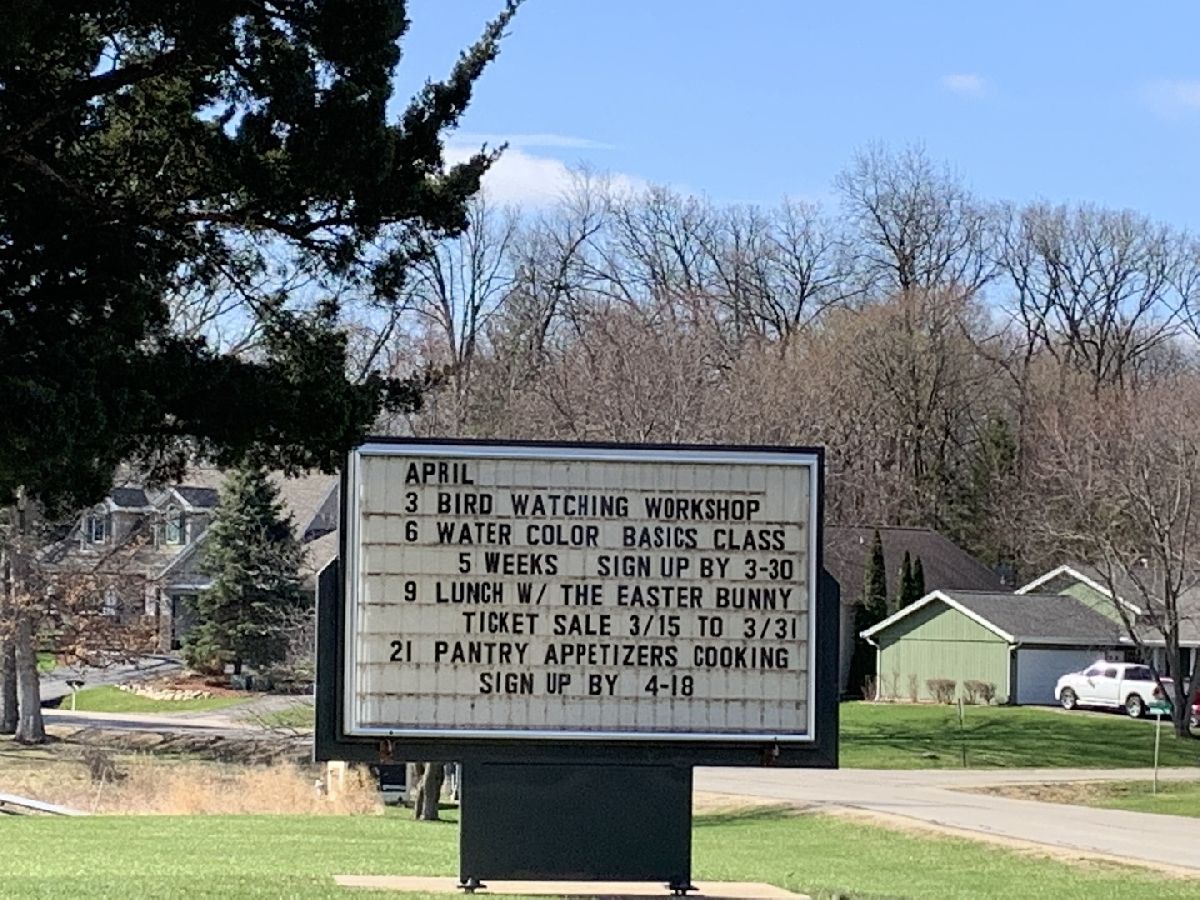 APRIL
3 BIRD WATCHING WORKSHOP
6 WATER COLOR BASICS CLASS
5 WEEKS SIGN UP BY 3-30
9 LUNCH W/ THE EASTER BUNNY
TICKET SALE 3/15 TO 3/31
21 PANTRY APPETIZERS COOKING
SIGN UP BY 4-18